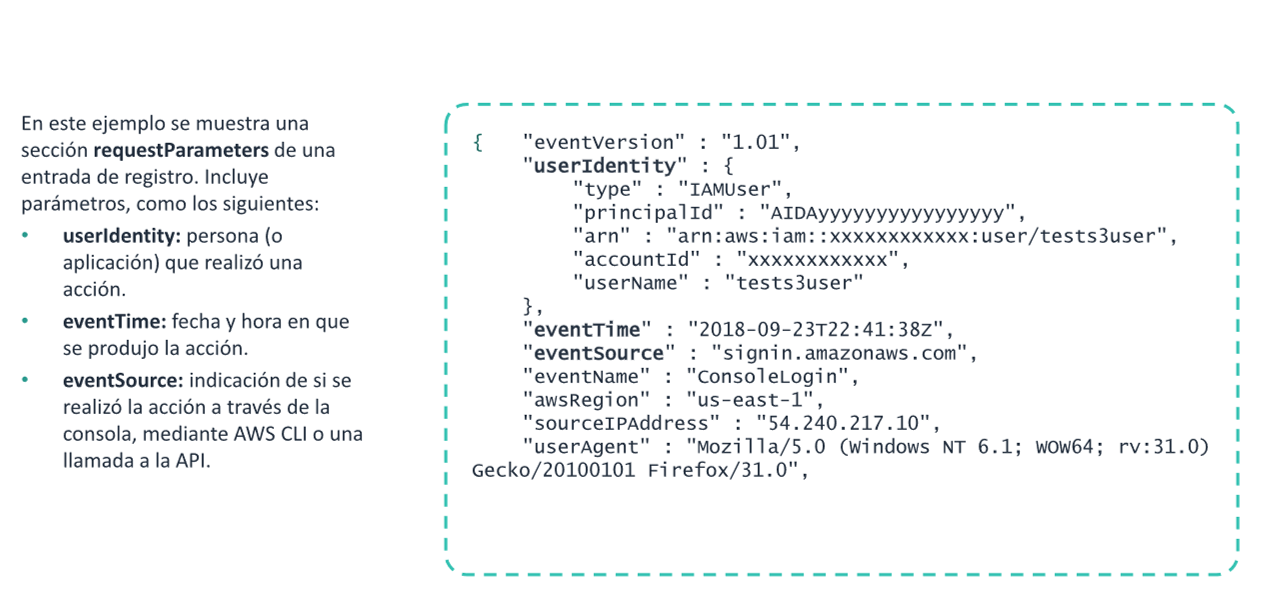 En este ejemplo se muestra una
sección requestParameters de una
entrada de registro. Incluye
parámetros, como los siguientes:
• userIdentity: persona (o
aplicación) que realizó una
acción.
• eventTime: fecha y hora en que
se produjo la acción.
• eventSource: indicación de si se
realizó la acción a través de la
consola, mediante AWS CLI o una
llamada a la API.
{ "eventVersion" : "1.01",
"userIdentity" : {
"type" : "IAMUser",
"principalId" : "AIDAyyyyyyyyyyyyyyyy",
"arn" : "arn:aws:iam::xxxxxxxxxxxx:user/tests3user",
"accountId" : "xxxxxxxxxxxx",
"userName" : "tests3user"
},
"eventTime" : "2018-09-23T22:41:38Z",
"eventSource" : "signin.amazonaws.com",
"eventName" : "ConsoleLogin",
"awsRegion" : "us-east-1",
"sourceIPAddress" : "54.240.217.10",
"userAgent" : "Mozilla/5.0 (Windows NT 6.1; WOW64; rv:31.0)
Gecko/20100101 Firefox/31.0",